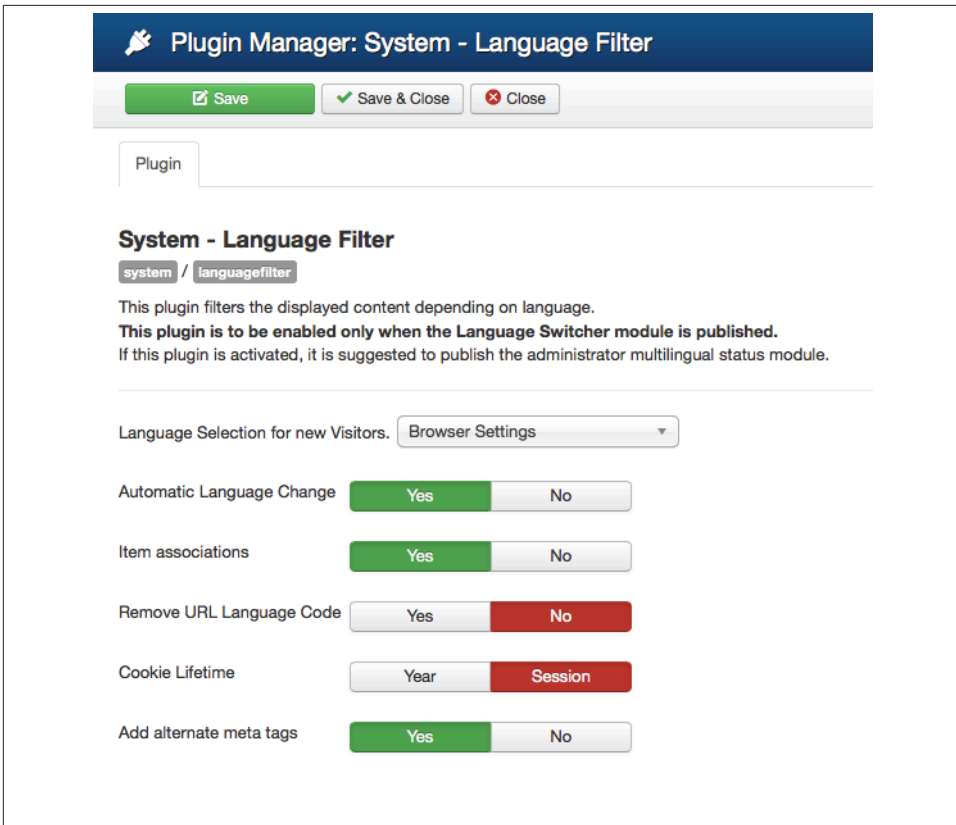 Plugin Manager: System - Language Filter
Save Save & Close Close
Plugin
System - Language Filter
system / languagefilter
This plugin filters the displayed content depending on language.
This plugin is to be enabled only when the Language Switcher module is published.
If this plugin is activated, it is suggested to publish the administrator multilingual status module.
Language Selection for new Visitors. Browser Settings
Automatic Language Change Yes No
Item associations Yes No
Remove URL Language Code Yes No
Cookie Lifetime Year Session
Add alternate meta tags Yes No